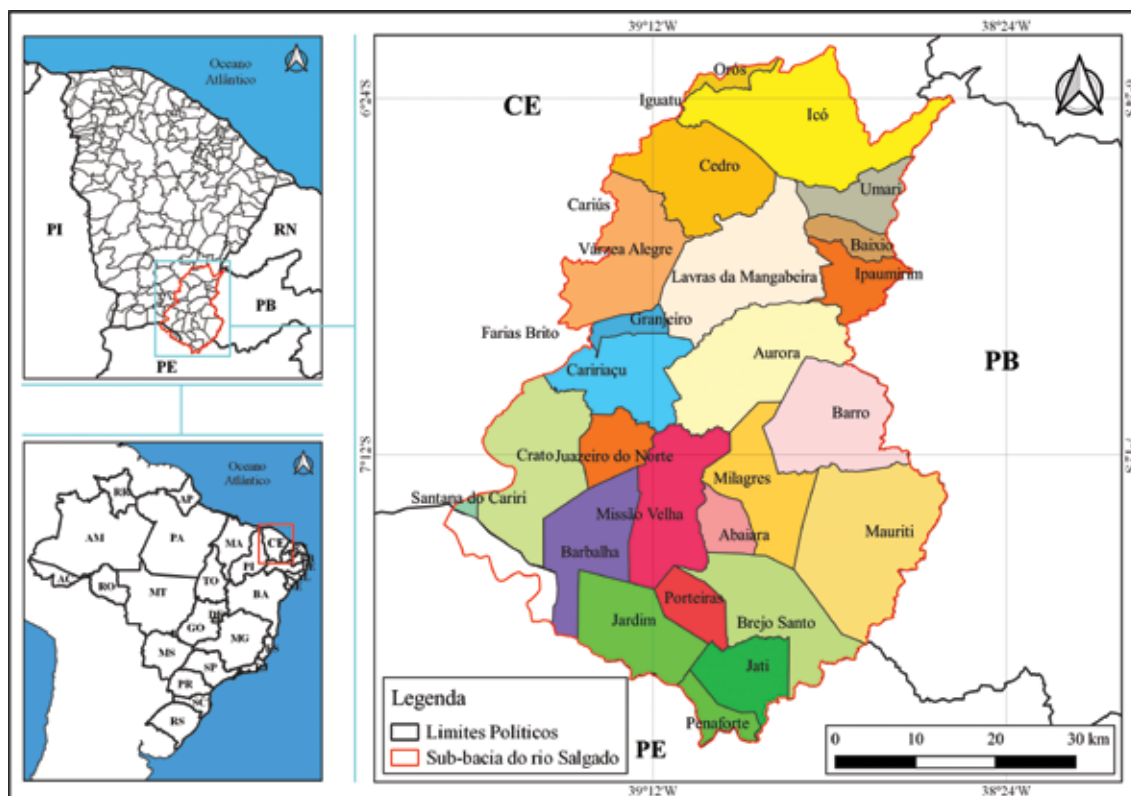 Oceano
Atlântico
PI
RN
PB
PE
Oceano
Atlântico
RR
AP
AM
PA
MA
CE
PI
AC
RO
TO
MT
BA
DF
GO
MG
MS
SP
PR
SC
RS
39°12'W
38°24'W
6°24'S
CE
Orós
Iguatu
Icó
Cedro
Umari
Cariús
Baixio
Várzea Alegre
Ipaumirim
Lavras da Mangabeira
Granjeiro
Farias Brito
Aurora
PB
Caririaçu
Barro
7°12'S
Crato
Juazeiro do Norte
Milagres
Santana do Cariri
Missão Velha
Abaiara
Mauriti
Barbalha
Porteiras
Jardim
Brejo Santo
Jati
Penaforte
PE
Legenda
Limites Políticos
Sub-bacia do rio Salgado
0 10 20 30 km
39°12'W
38°24'W